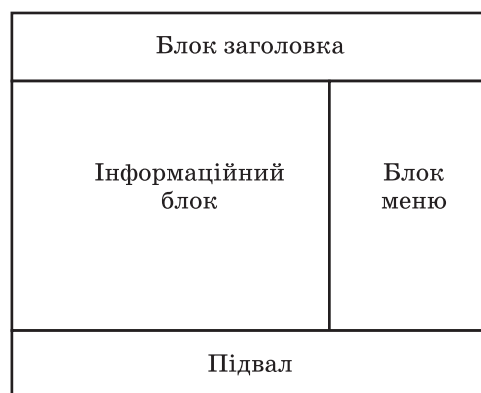 Блок заголовка
Інформаційний
блок
Блок
меню
Підвал